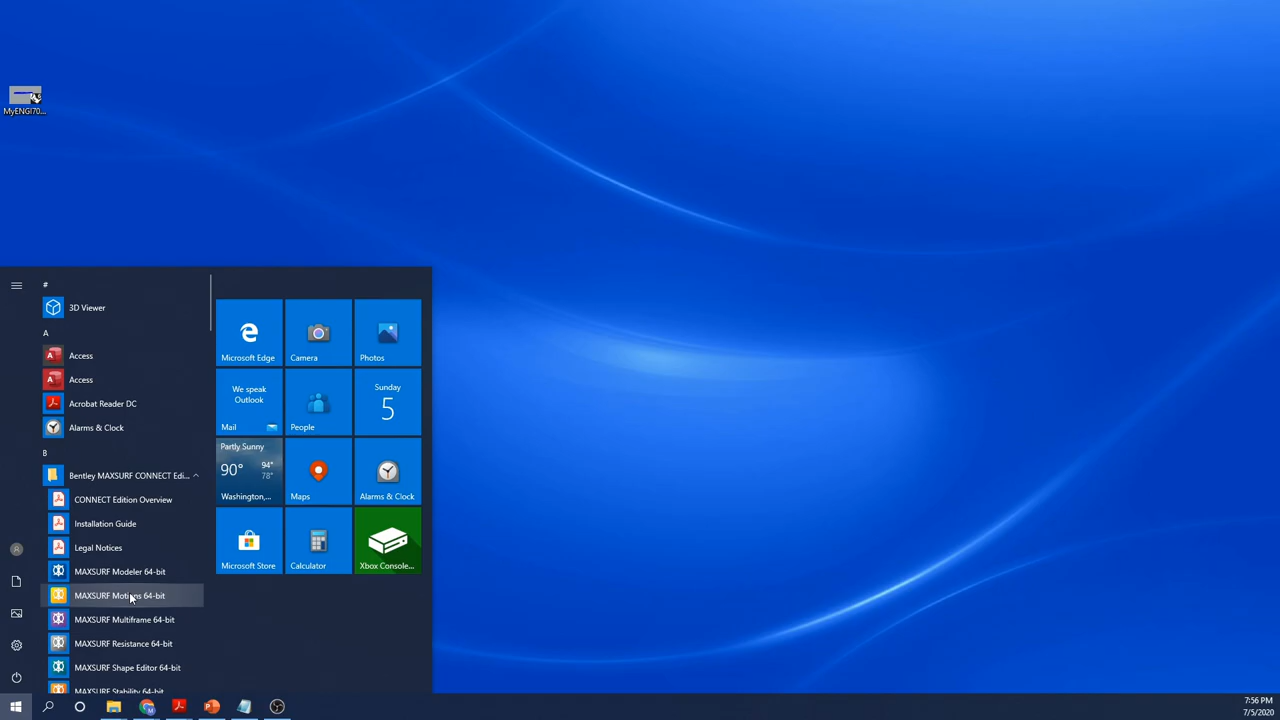 MyENGI70...
#
3D Viewer
A
Access
Access
Acrobat Reader DC
Alarms & Clock
B
Bentley MAXSURF CONNECT Edi...
CONNECT Edition Overview
Installation Guide
Legal Notices
MAXSURF Modeler 64-bit
MAXSURF Motions 64-bit
MAXSURF Multiframe 64-bit
MAXSURF Resistance 64-bit
MAXSURF Shape Editor 64-bit
MAXSURF Stability 64-bit
Microsoft Edge
Camera
Photos
We speak
Outlook
Mail
People
Sunday
5
Partly Sunny
90° 94°
78°
Washington,...
Maps
Alarms & Clock
Microsoft Store
Calculator
Xbox Console...
7:56 PM
7/5/2020